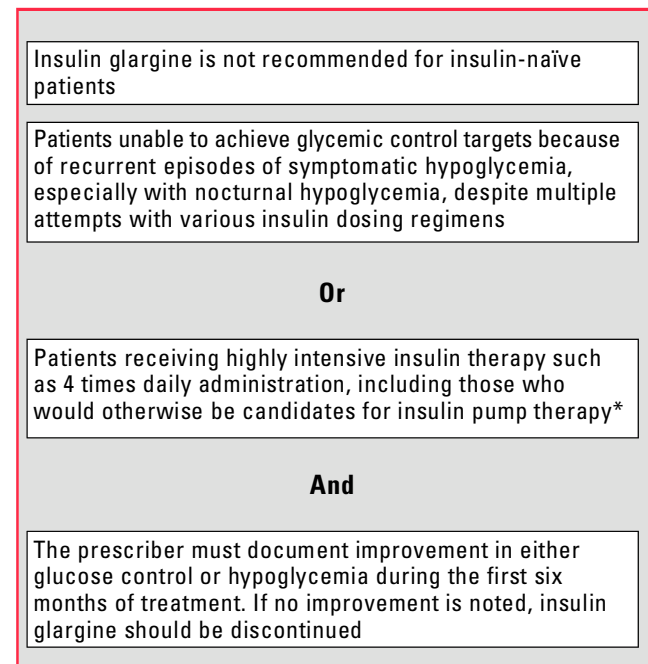 Insulin glargine is not recommended for insulin-naïve
patients
Patients unable to achieve glycemic control targets because
of recurrent episodes of symptomatic hypoglycemia,
especially with nocturnal hypoglycemia, despite multiple
attempts with various insulin dosing regimens
Or
Patients receiving highly intensive insulin therapy such
as 4 times daily administration, including those who
would otherwise be candidates for insulin pump therapy*
And
The prescriber must document improvement in either
glucose control or hypoglycemia during the first six
months of treatment. If no improvement is noted, insulin
glargine should be discontinued